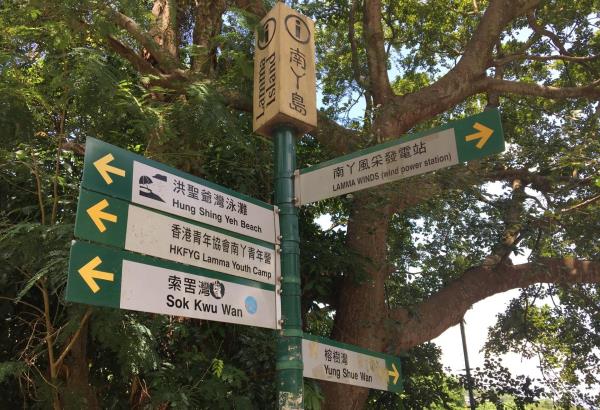 i
南丫島
Lamma
Island
南丫風采發電站
LAMMA WINDS (wind power station)
洪聖爺灣泳灘
Hung Shing Yeh Beach
香港青年協會南丫青年營
HKFYG Lamma Youth Camp
索罟灣
Sok Kwu Wan
榕樹灣
Yung Shue Wan